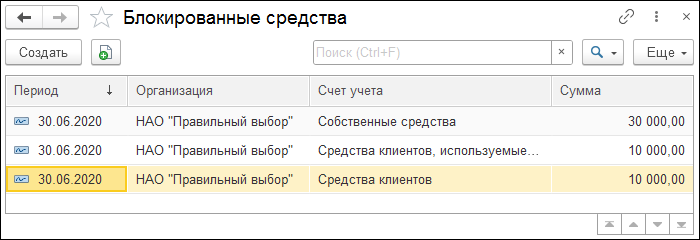 Блокированные средства
Создать Поиск (Ctrl+F) × Еще
Период ↓ Организация Счет учета Сумма
30.06.2020 НАО "Правильный выбор" Собственные средства 30 000,00
30.06.2020 НАО "Правильный выбор" Средства клиентов, используемые... 10 000,00
30.06.2020 НАО "Правильный выбор" Средства клиентов 10 000,00